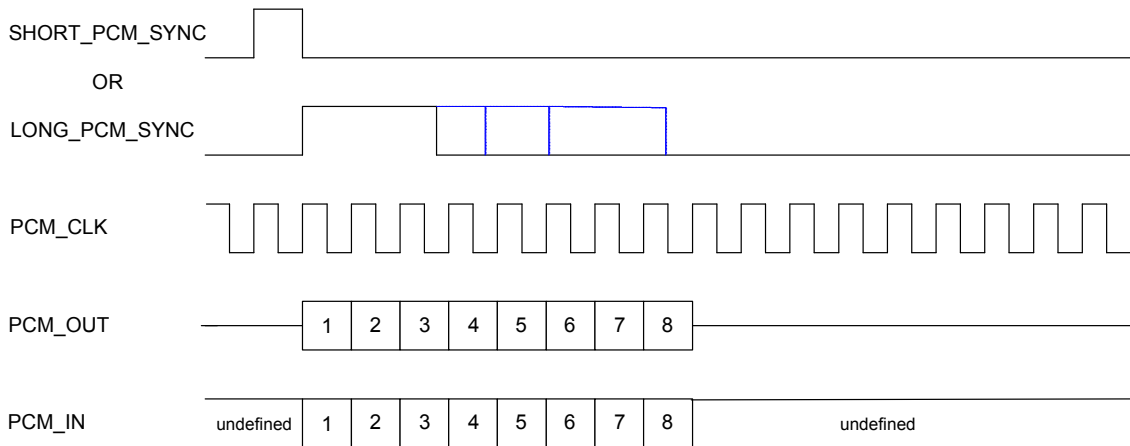 SHORT_PCM_SYNC
OR
LONG_PCM_SYNC
PCM_CLK
PCM_OUT 1 2 3 4 5 6 7 8
PCM_IN undefined 1 2 3 4 5 6 7 8 undefined